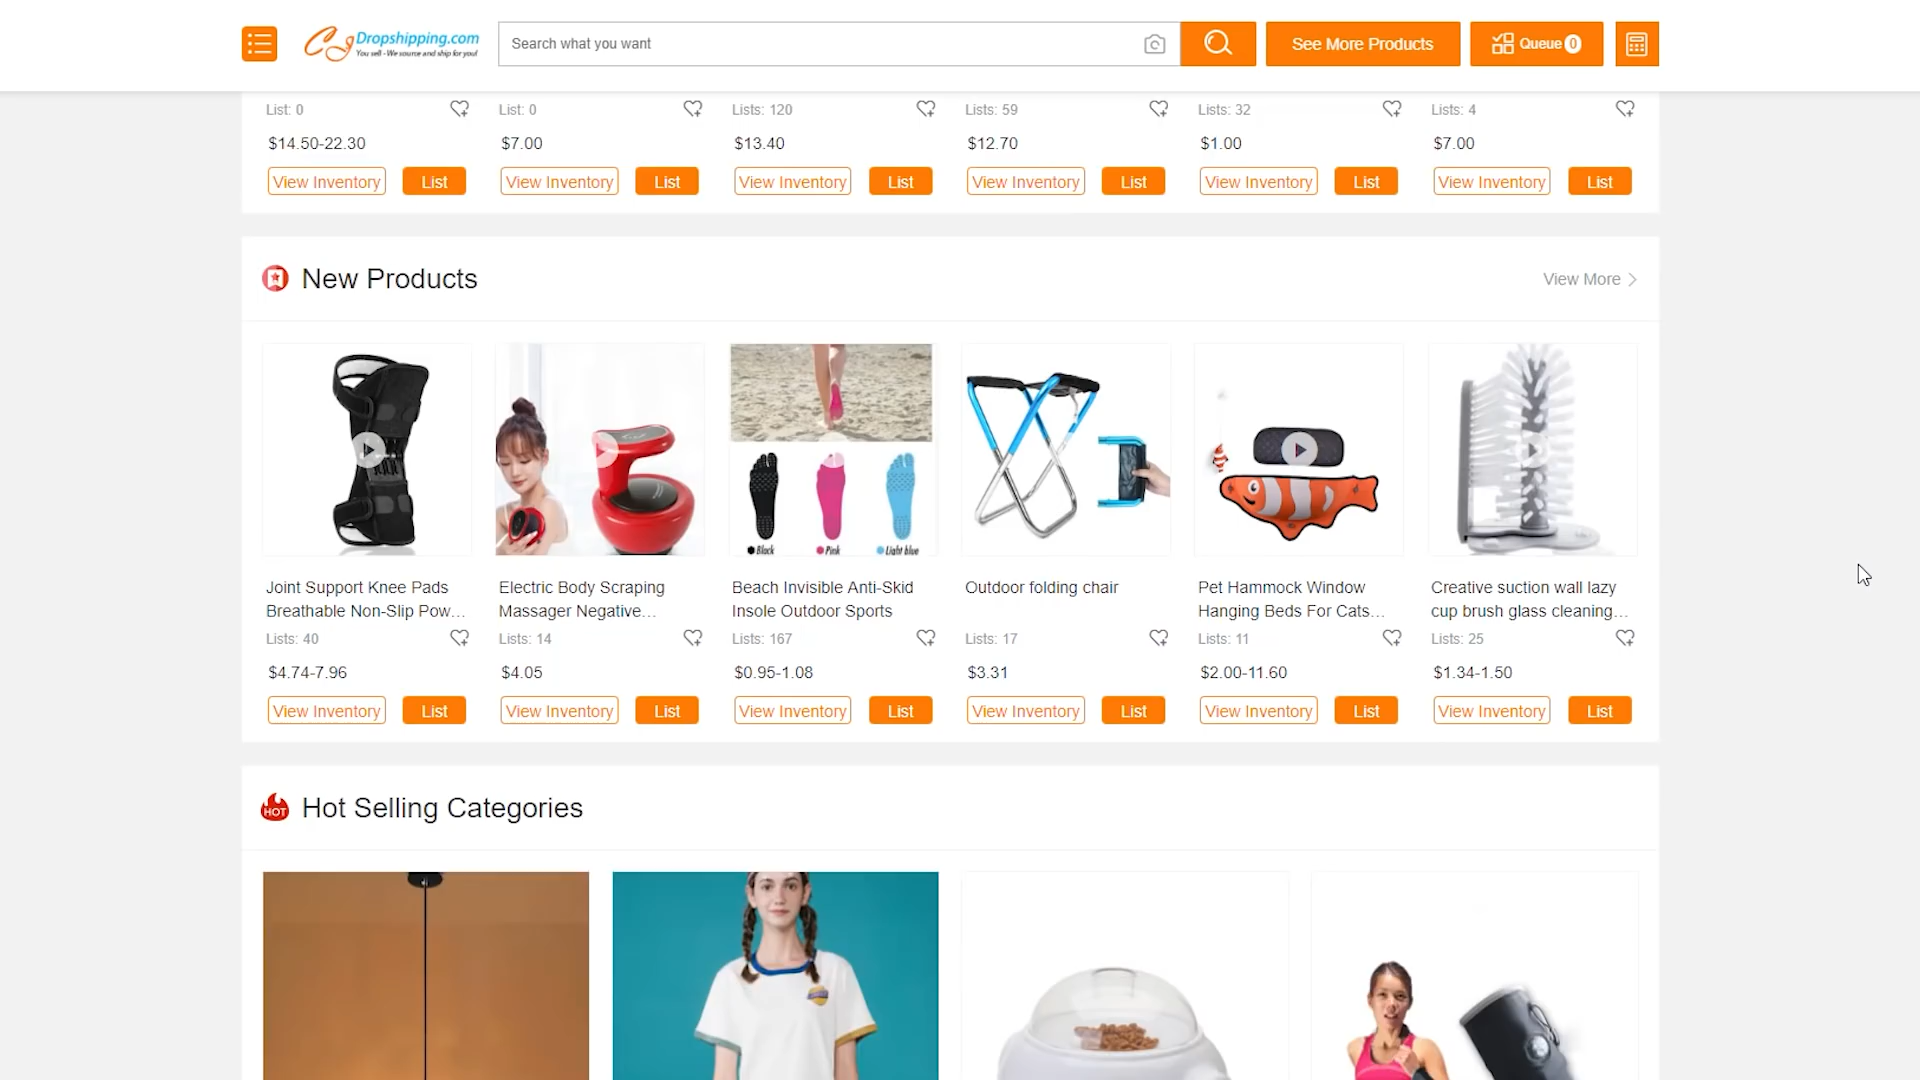 CJ Dropshipping.com
You sell - We source and ship for you!
Search what you want
See More Products
Queue 0
List: 0
List: 0
Lists: 120
Lists: 59
Lists: 32
Lists: 4
$14.50-22.30
$7.00
$13.40
$12.70
$1.00
$7.00
View Inventory
List
View Inventory
List
View Inventory
List
View Inventory
List
View Inventory
List
View Inventory
List
New Products
View More
Black
Pink
Light blue
Joint Support Knee Pads
Breathable Non-Slip Pow...
Electric Body Scraping
Massager Negative...
Beach Invisible Anti-Skid
Insole Outdoor Sports
Outdoor folding chair
Pet Hammock Window
Hanging Beds For Cats...
Creative suction wall lazy
cup brush glass cleaning...
Lists: 40
Lists: 14
Lists: 167
Lists: 17
Lists: 11
Lists: 25
$4.74-7.96
$4.05
$0.95-1.08
$3.31
$2.00-11.60
$1.34-1.50
View Inventory
List
View Inventory
List
View Inventory
List
View Inventory
List
View Inventory
List
View Inventory
List
HOT
Hot Selling Categories